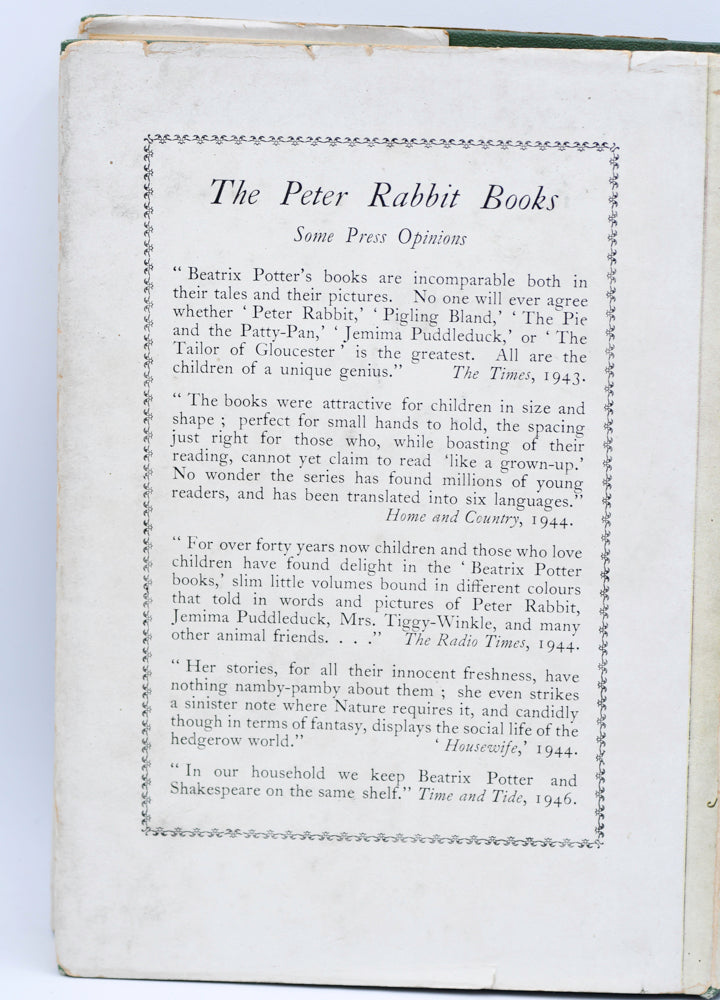 The Peter Rabbit Books
Some Press Opinions
“ Beatrix Potter’s books are incomparable both in
their tales and their pictures. No one will ever agree
whether ‘ Peter Rabbit,’ ‘ Pigling Bland,’ ‘ The Pie
and the Patty-Pan,’ ‘ Jemima Puddleduck,’ or ‘ The
Tailor of Gloucester ’ is the greatest. All are the
children of a unique genius.” The Times, 1943.
“ The books were attractive for children in size and
shape ; perfect for small hands to hold, the spacing
just right for those who, while boasting of their
reading, cannot yet claim to read ‘like a grown-up.’
No wonder the series has found millions of young
readers, and has been translated into six languages.”
Home and Country, 1944.
“ For over forty years now children and those who love
children have found delight in the ‘ Beatrix Potter
books,’ slim little volumes bound in different colours
that told in words and pictures of Peter Rabbit,
Jemima Puddleduck, Mrs. Tiggy-Winkle, and many
other animal friends. . . .” The Radio Times, 1944.
“ Her stories, for all their innocent freshness, have
nothing namby-pamby about them ; she even strikes
a sinister note where Nature requires it, and candidly
though in terms of fantasy, displays the social life of the
hedgerow world.” ‘ Housewife,’ 1944.
“ In our household we keep Beatrix Potter and
Shakespeare on the same shelf.” Time and Tide, 1946.